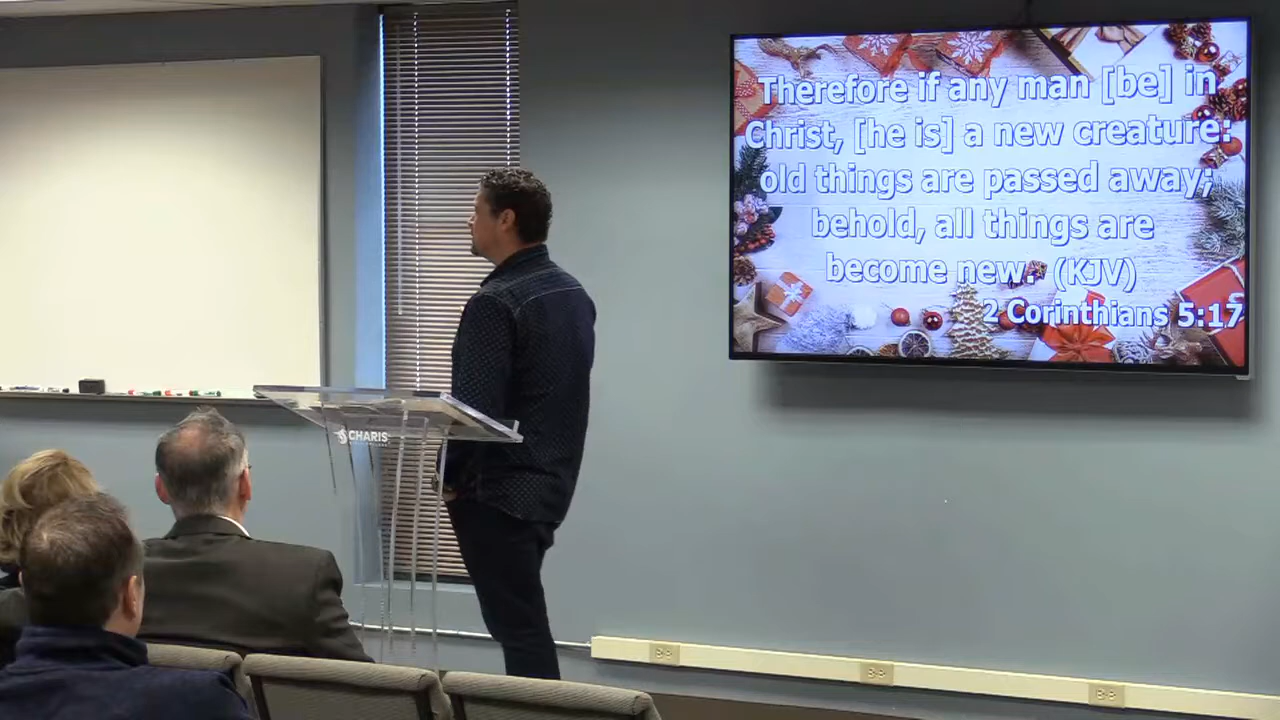 Therefore if any man [be] in
Christ, [he is] a new creature:
old things are passed away;
behold, all things are
become new. (KJV)
2 Corinthians 5:17
CHARIS